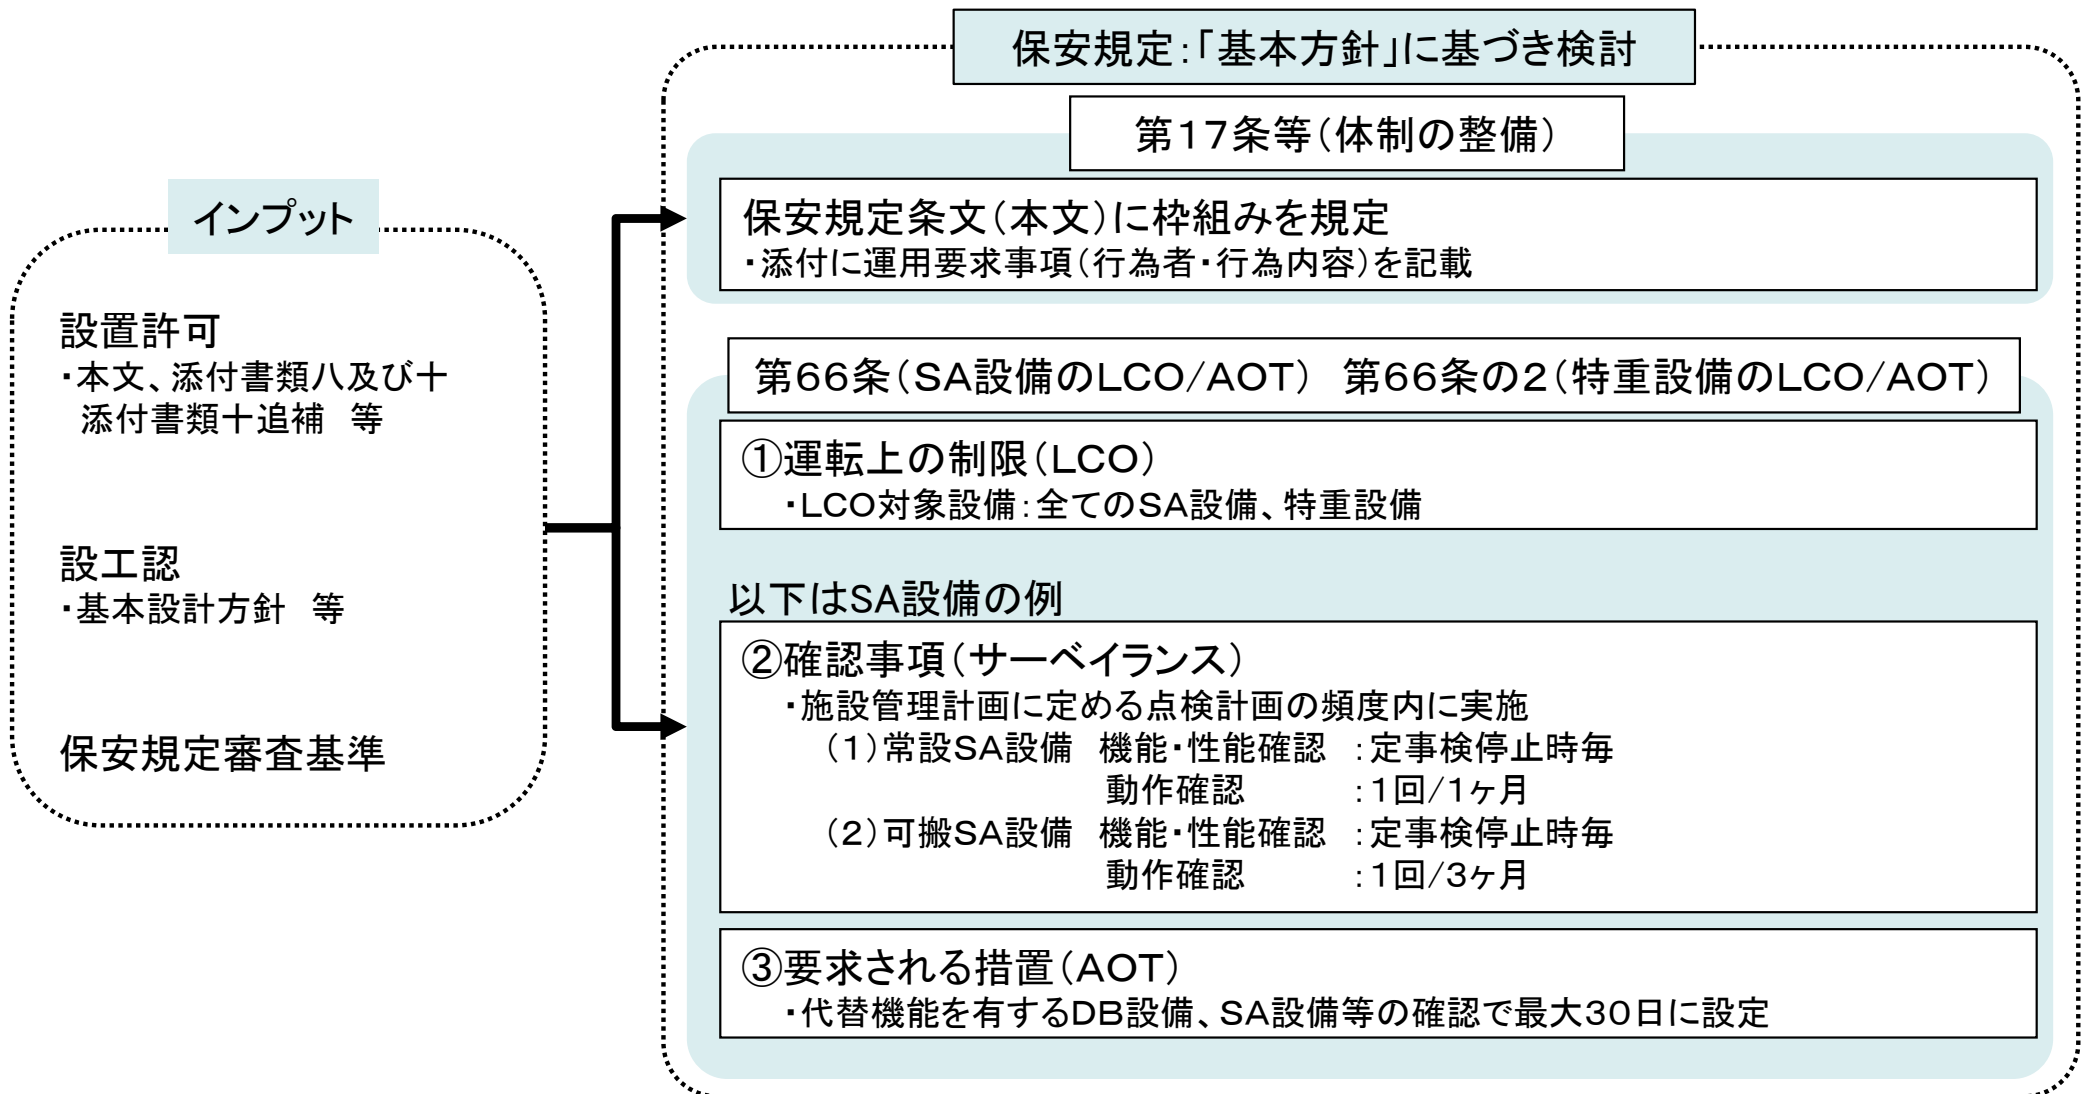 インプット
設置許可
・本文、添付書類八及び十
添付書類十追補　等
設工認
・基本設計方針　等
保安規定審査基準
保安規定：「基本方針」に基づき検討
第１７条等（体制の整備）
保安規定条文（本文）に枠組みを規定
・添付に運用要求事項（行為者・行為内容）を記載
第６６条（ＳＡ設備のＬＣＯ/ＡＯＴ）　第６６条の２（特重設備のＬＣＯ/ＡＯＴ）
①運転上の制限（ＬＣＯ）
・ＬＣＯ対象設備：全てのＳＡ設備、特重設備
以下はSA設備の例
②確認事項（サーベイランス）
・施設管理計画に定める点検計画の頻度内に実施
（１）常設ＳＡ設備　機能・性能確認　：定事検停止時毎
動作確認　：１回/１ヶ月
（２）可搬ＳＡ設備　機能・性能確認　：定事検停止時毎
動作確認　：１回/３ヶ月
③要求される措置（ＡＯＴ）
・代替機能を有するＤＢ設備、ＳＡ設備等の確認で最大３０日に設定